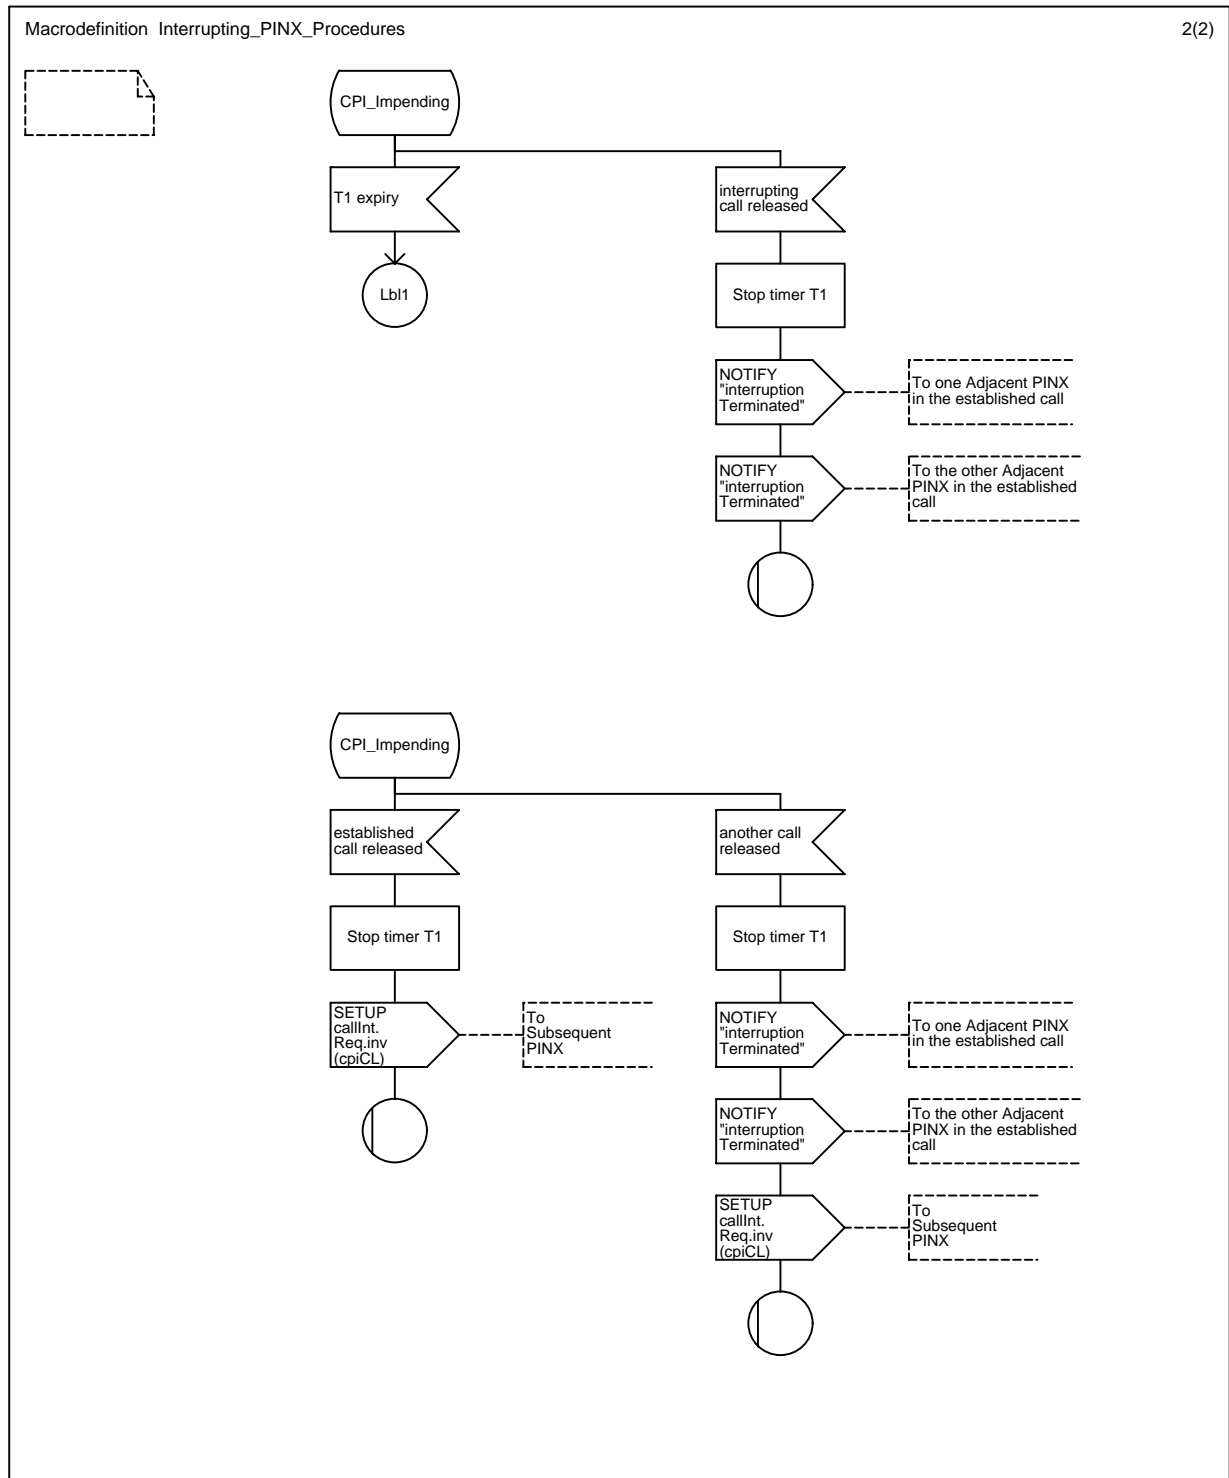 Macrodefinition Interrupting_PINX_Procedures
2(2)
CPI_Impending
T1 expiry
interrupting
call released
Lbl1
Stop timer T1
NOTIFY
"interruption
Terminated"
To one Adjacent PINX
in the established call
NOTIFY
"interruption
Terminated"
To the other Adjacent
PINX in the established
call
CPI_Impending
established
call released
another call
released
Stop timer T1
Stop timer T1
SETUP
callInt.
Req.inv
(cpiCL)
To
Subsequent
PINX
NOTIFY
"interruption
Terminated"
To one Adjacent PINX
in the established call
NOTIFY
"interruption
Terminated"
To the other Adjacent
PINX in the established
call
SETUP
callInt.
Req.inv
(cpiCL)
To
Subsequent
PINX